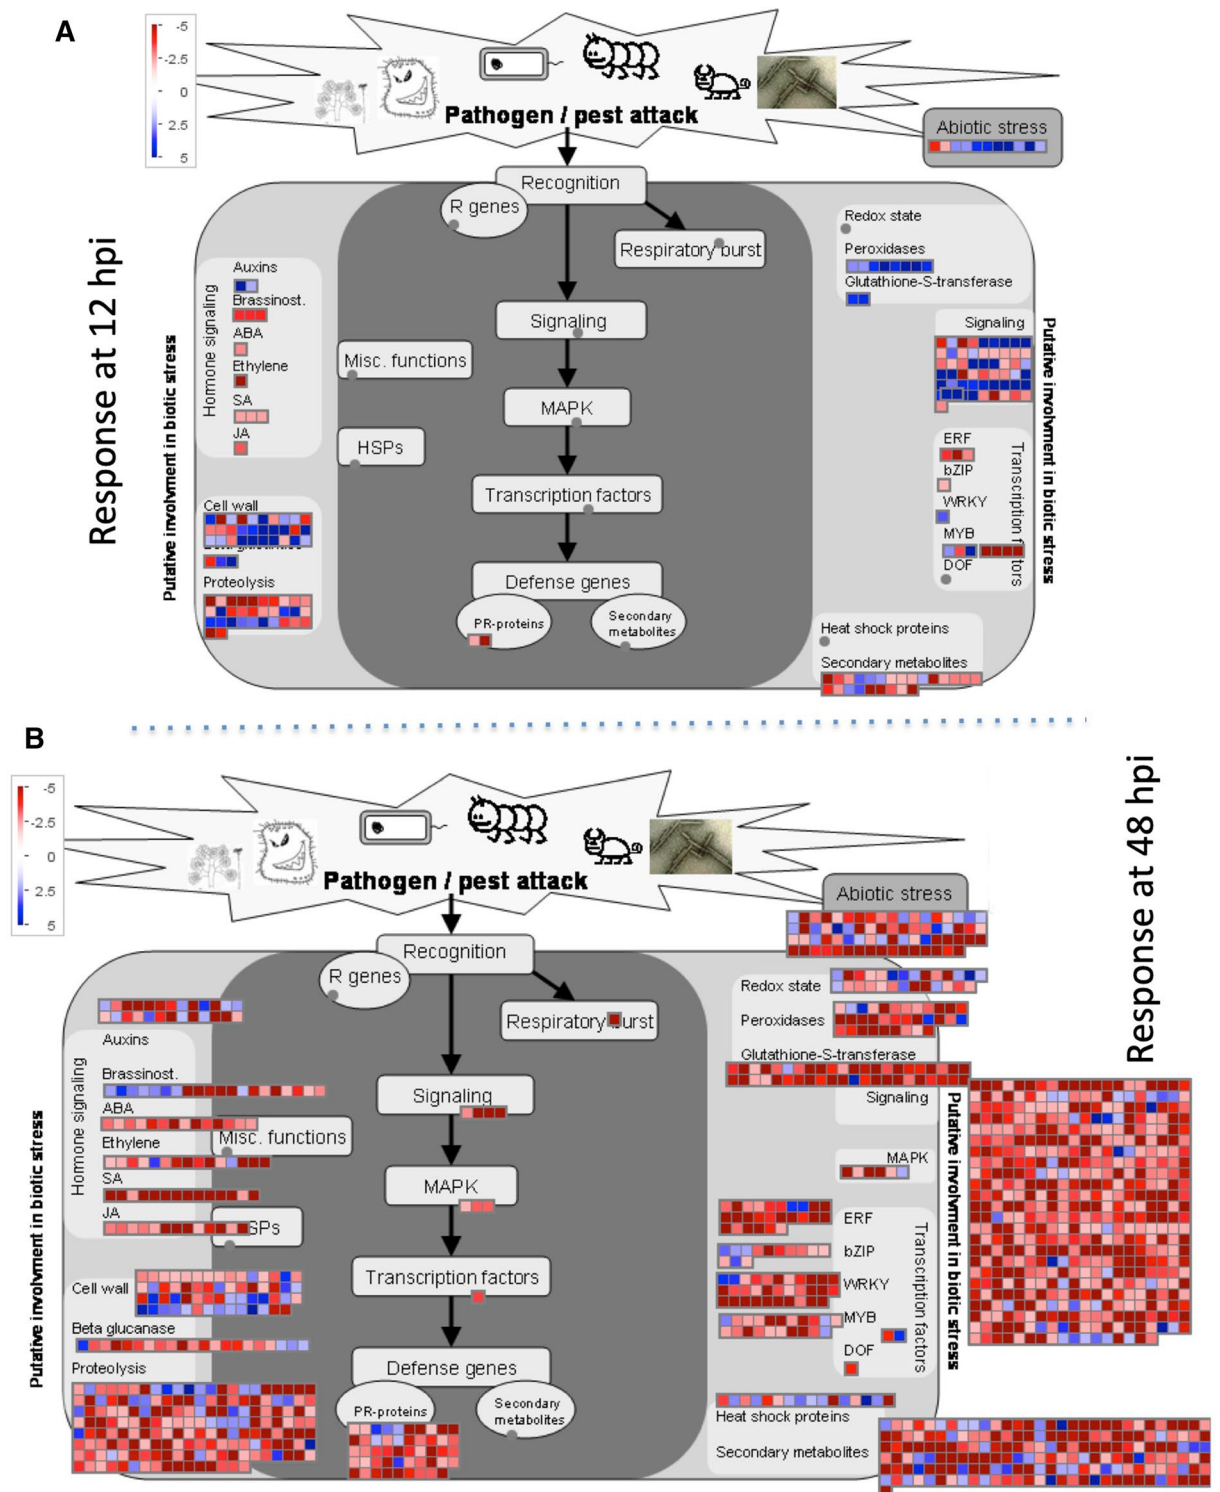 A
-5
-2.5
0
2.5
5
Pathogen / pest attack
Abiotic stress
Recognition
R genes
Respiratory burst
Redox state
Peroxidases
Glutathione-S-transferase
Response at 12 hpi
Putative involvment in biotic stress
Hormone signaling
Auxins
Brassinost.
ABA
Ethylene
SA
JA
Signaling
Misc. functions
MAPK
HSPs
Transcription factors
Defense genes
PR-proteins
Secondary
metabolites
Cell wall
Proteolysis
Signaling
Putative involvment in biotic stress
ERF
bZIP
WRKY
MYB
DOF
Transcription
Heat shock proteins
Secondary metabolites
B
-5
-2.5
0
2.5
5
Pathogen / pest attack
Abiotic stress
Response at 48 hpi
Recognition
R genes
Respiratory burst
Redox state
Peroxidases
Glutathione-S-transferase
Putative involvment in biotic stress
Hormone signaling
Auxins
Brassinost.
ABA
Ethylene
SA
JA
Signaling
Misc. functions
MAPK
SPs
Transcription factors
Defense genes
PR-proteins
Secondary
metabolites
Cell wall
Beta glucanase
Proteolysis
Signaling
Putative involvment in biotic stress
MAPK
ERF
bZIP
WRKY
MYB
DOF
Transcription factors
Heat shock proteins
Secondary metabolites